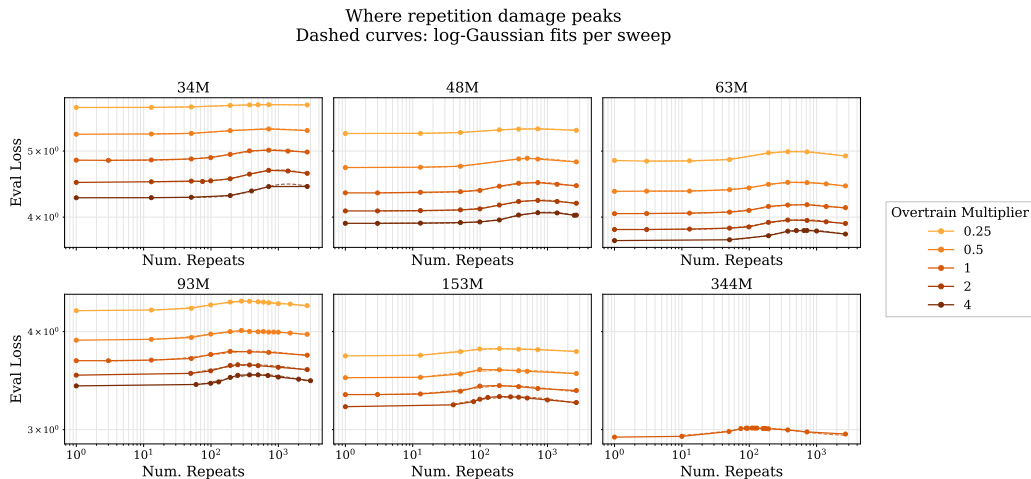 Where repetition damage peaks
Dashed curves: log-Gaussian fits per sweep
34M
48M
63M
Eval Loss
5 × 10⁰
4 × 10⁰
Num. Repeats
Num. Repeats
Num. Repeats
Overtrain Multiplier
0.25
0.5
1
2
4
93M
153M
344M
Eval Loss
4 × 10⁰
3 × 10⁰
10⁰ 10¹ 10² 10³
10⁰ 10¹ 10² 10³
10⁰ 10¹ 10² 10³
Num. Repeats
Num. Repeats
Num. Repeats